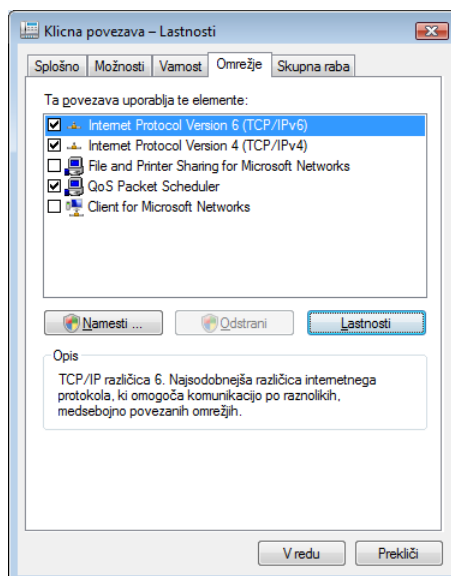 Klicna povezava – Lastnosti
Splošno Možnosti Varnost Omrežje Skupna raba
Ta povezava uporablja te elemente:
Internet Protocol Version 6 (TCP/IPv6)
Internet Protocol Version 4 (TCP/IPv4)
File and Printer Sharing for Microsoft Networks
QoS Packet Scheduler
Client for Microsoft Networks
Namesti ... Odstrani Lastnosti
Opis
TCP/IP različica 6. Najsodobnejša različica internetnega
protokola, ki omogoča komunikacijo po raznolikih,
medsebojno povezanih omrežjih.
V redu Prekliči